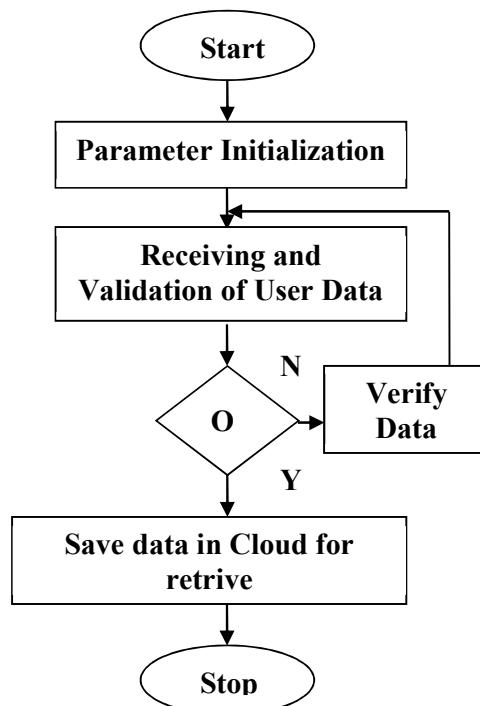 Start
Parameter Initialization
Receiving and
Validation of User Data
N
O
Verify
Data
Y
Save data in Cloud for
retrive
Stop